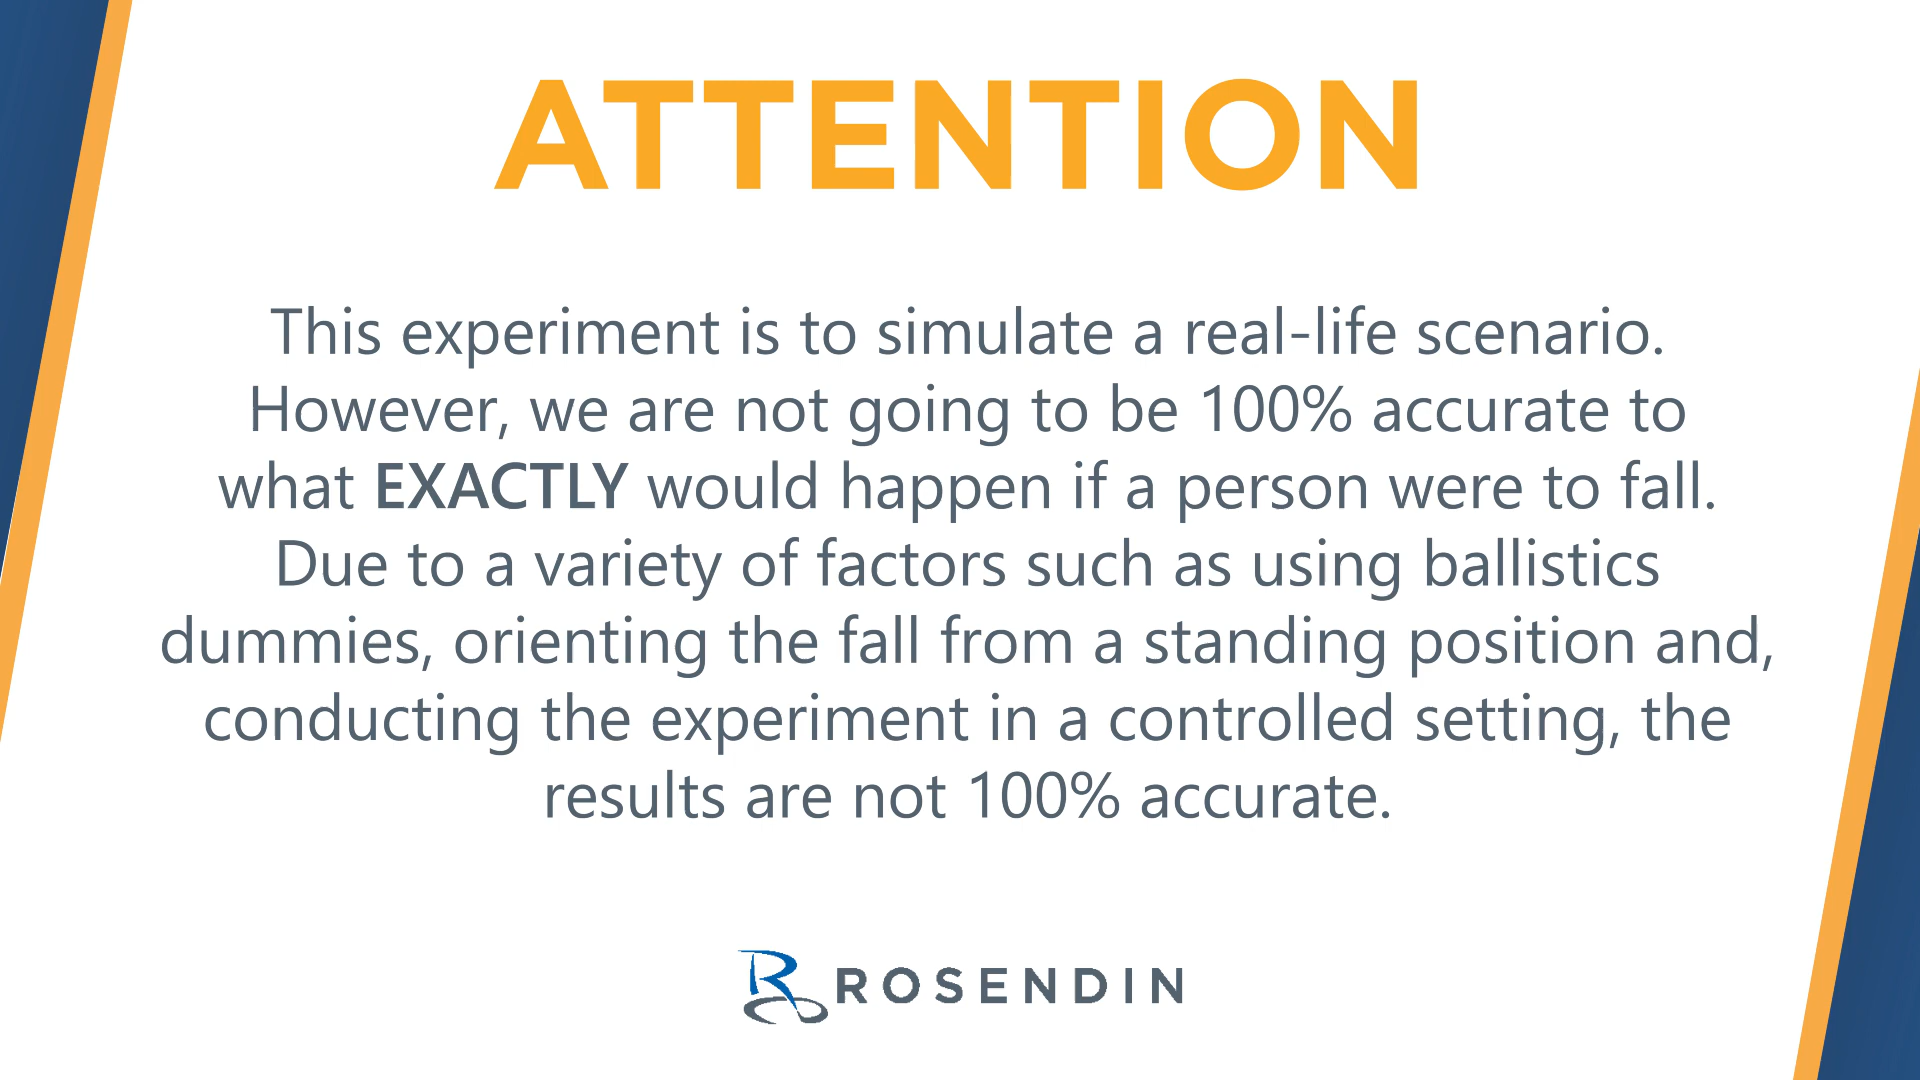 ATTENTION
This experiment is to simulate a real-life scenario.
However, we are not going to be 100% accurate to
what EXACTLY would happen if a person were to fall.
Due to a variety of factors such as using ballistics
dummies, orienting the fall from a standing position and,
conducting the experiment in a controlled setting, the
results are not 100% accurate.
ROSENDIN